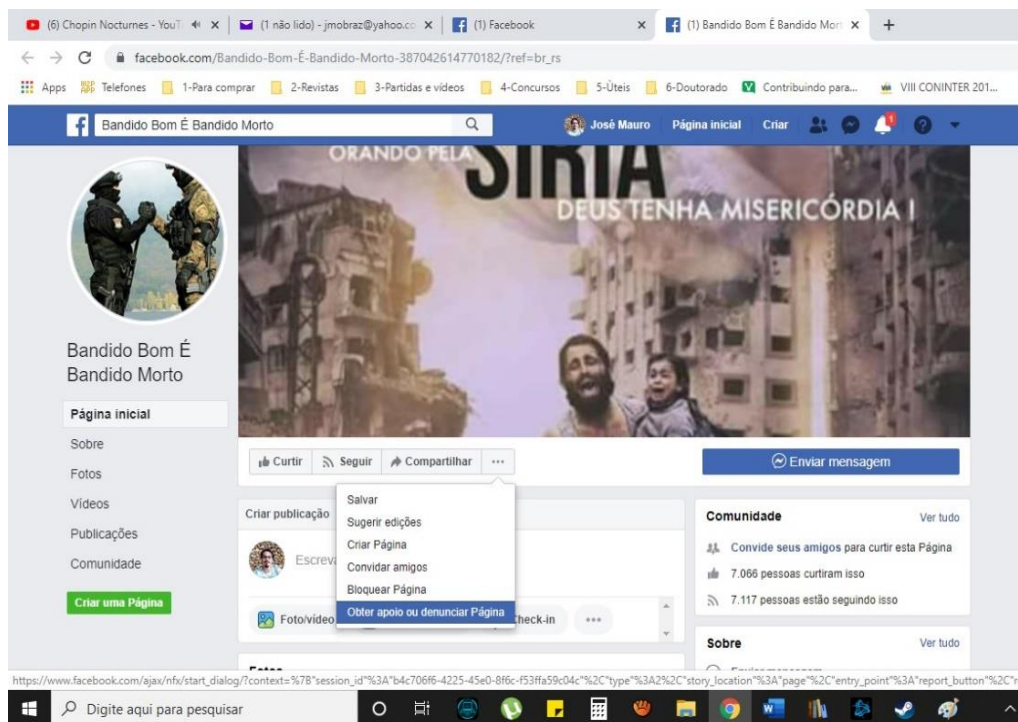 (6) Chopin Nocturnes - YouT
(1 não lido) - jmobraz@yahoo.co
(1) Facebook
(1) Bandido Bom É Bandido Mor
facebook.com/Bandido-Bom-É-Bandido-Morto-387042614770182/?ref=br_rs
Apps
Telefones
1-Para comprar
2-Revistas
3-Partidas e vídeos
4-Concursos
5-Ùteis
6-Doutorado
Contribuindo para...
VIII CONINTER 201...
Bandido Bom É Bandido Morto
José Mauro
Página inicial
Criar
ORANDO PELA
SÍRIA
DEUS TENHA MISERICÓRDIA !
Bandido Bom É
Bandido Morto
Página inicial
Sobre
Fotos
Vídeos
Publicações
Comunidade
Criar uma Página
Curtir
Seguir
Compartilhar
...
Enviar mensagem
Salvar
Sugerir edições
Criar Página
Convidar amigos
Bloquear Página
Obter apoio ou denunciar Página
Criar publicação
Foto/vídeo
Comunidade
Ver tudo
Convide seus amigos para curtir esta Página
7.066 pessoas curtiram isso
7.117 pessoas estão seguindo isso
Sobre
Ver tudo
https://www.facebook.com/ajax/nfx/start_dialog/?context=%7B"session_id"%3A"b4c706f6-4225-45e0-8f6c-f53ffa59c04c"%2C"type"%3A2%2C"story_location"%3A"page"%2C"entry_point"%3A"report_button"%2C"r
Digite aqui para pesquisar